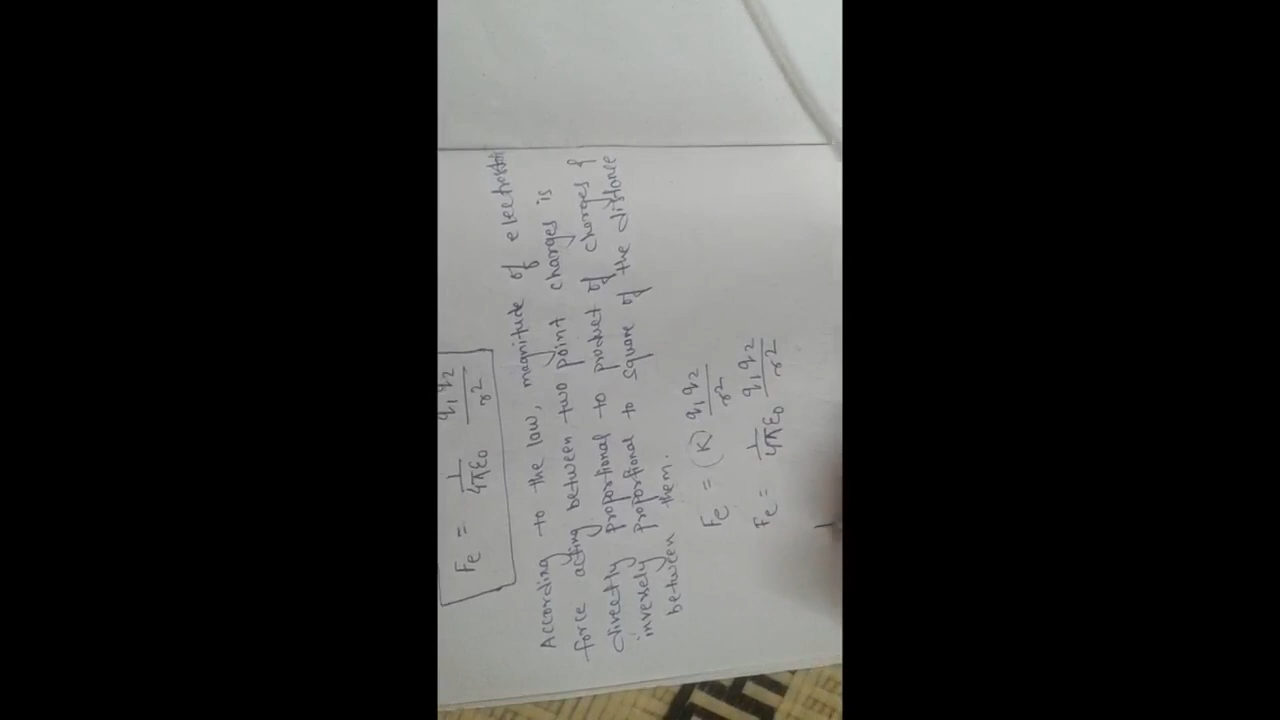 Fe = 1/4πε0 q1q2/r2
According to the law, magnitude of
force acting between two point charges is
directly proportional to product of charges &
inversely proportional to square of the distance
between them.
Fe = (K) q1q2/r2
Fe = 1/4πε0 q1q2/r2